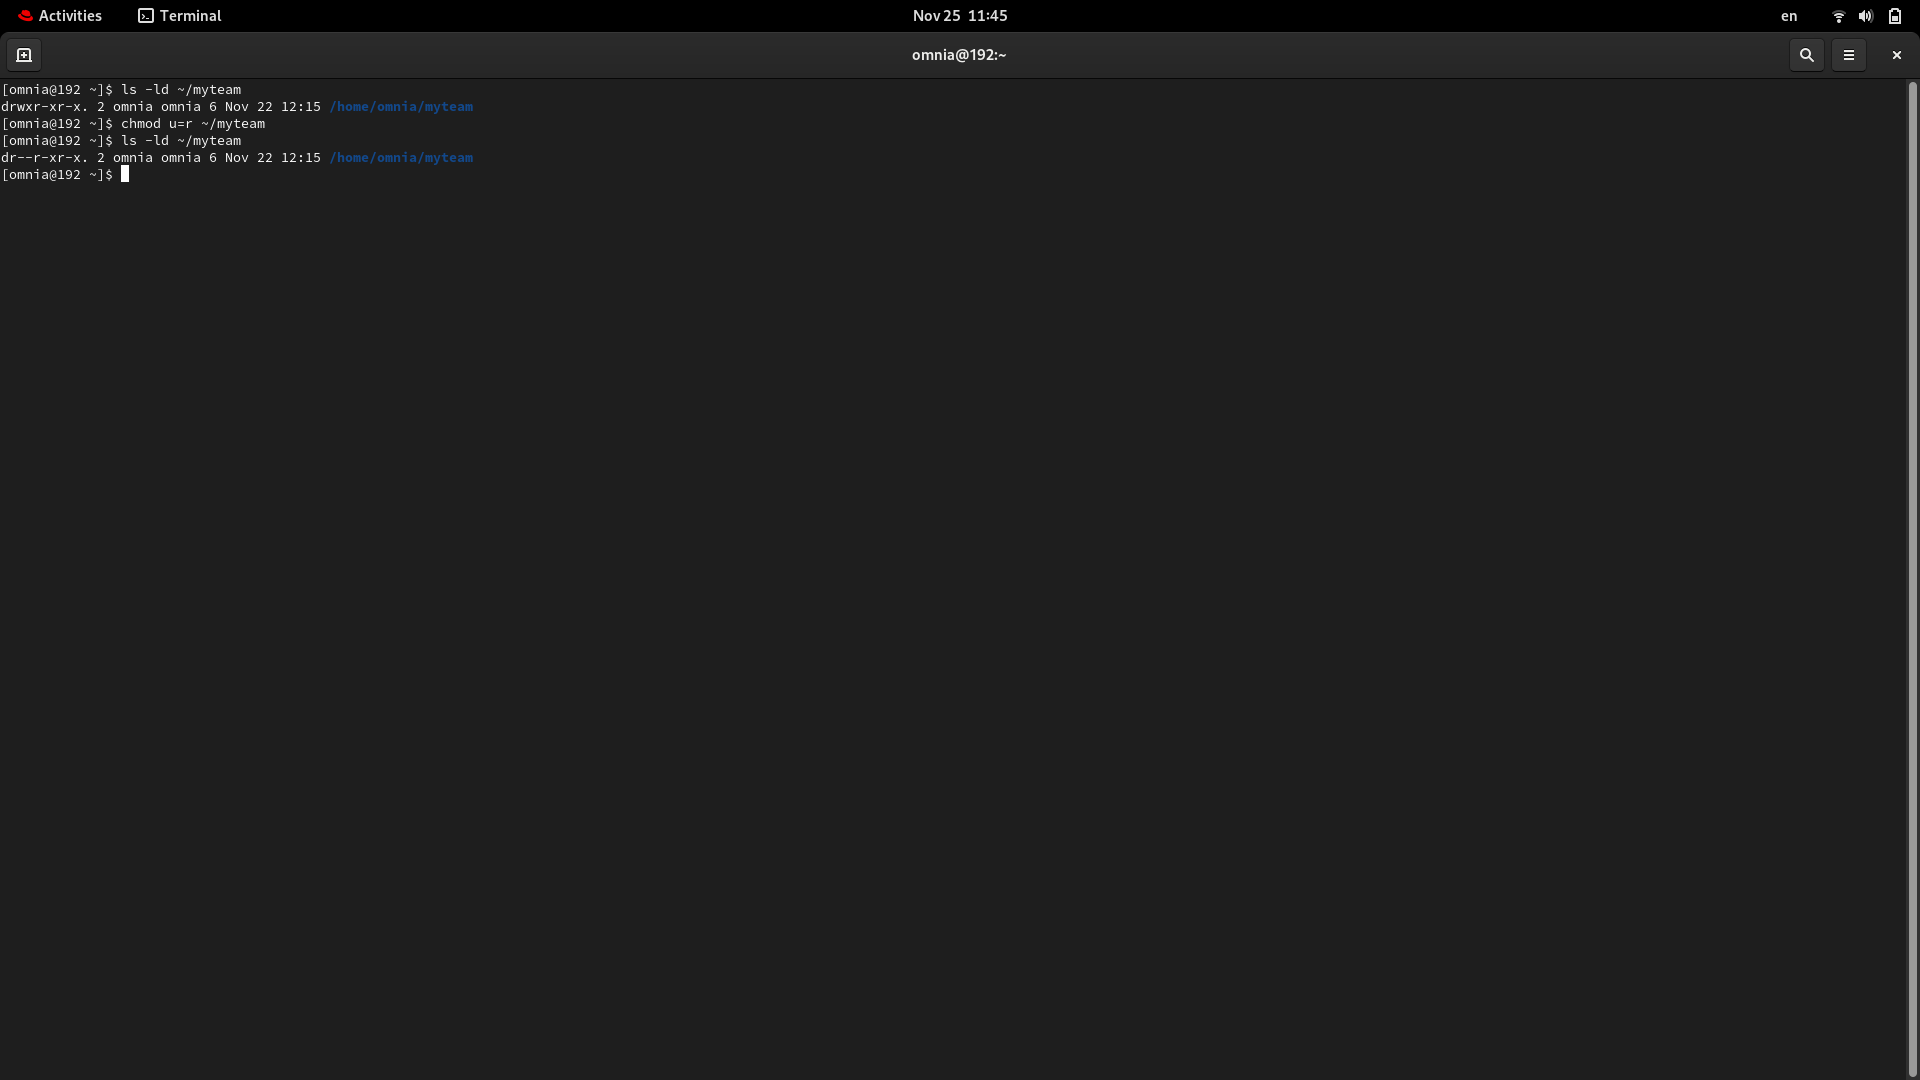 Activities Terminal Nov 25 11:45 en
omnia@192:~
[omnia@192 ~]$ ls -ld ~/myteam
drwxr-xr-x. 2 omnia omnia 6 Nov 22 12:15 /home/omnia/myteam
[omnia@192 ~]$ chmod u=r ~/myteam
[omnia@192 ~]$ ls -ld ~/myteam
dr--r-xr-x. 2 omnia omnia 6 Nov 22 12:15 /home/omnia/myteam
[omnia@192 ~]$